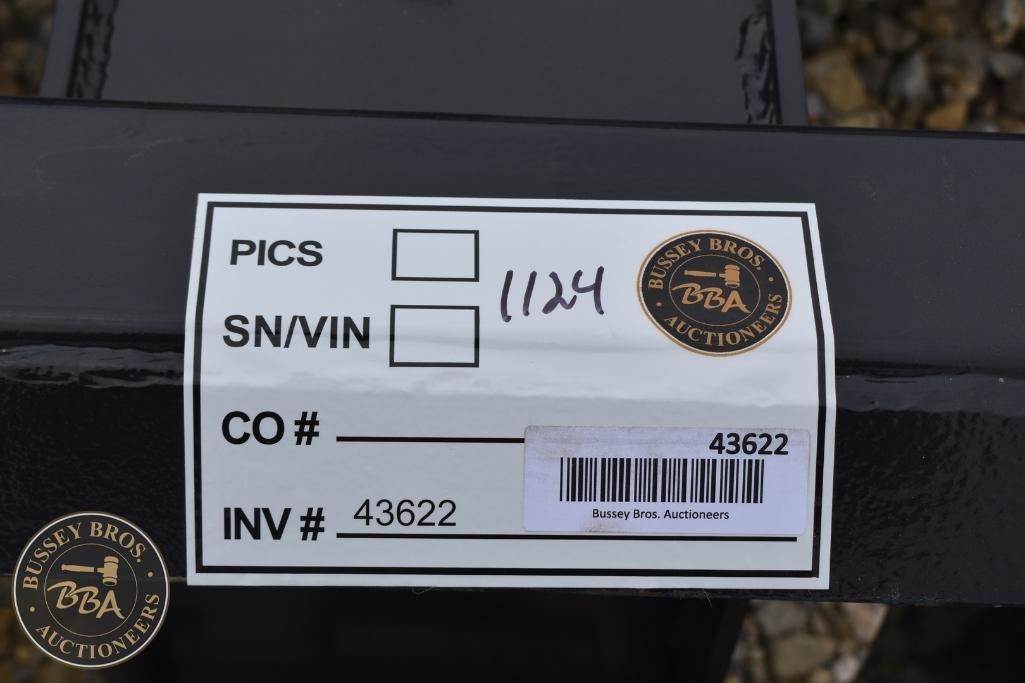 PICS
SN/VIN
1124
BUSSEY BROS.
BBA
AUCTIONEERS
CO #
43622
Bussey Bros. Auctioneers
INV # 43622
BUSSEY BROS.
BBA
AUCTIONEERS